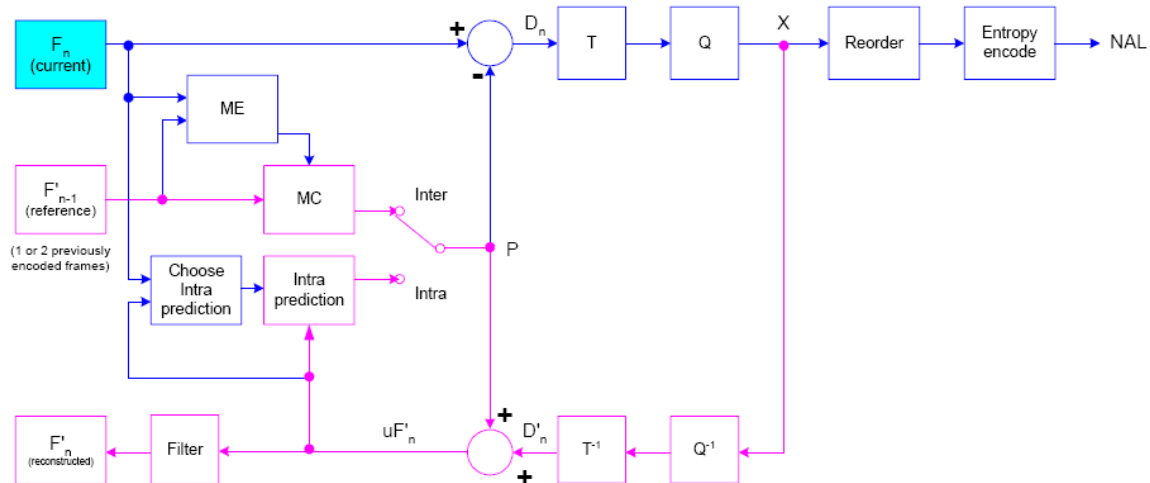 Fn
(current)
+
Dn
T
Q
X
Reorder
Entropy
encode
NAL
-
ME
F'n-1
(reference)
(1 or 2 previously
encoded frames)
MC
Inter
P
Choose
Intra
prediction
Intra
prediction
Intra
F'n
(reconstructed)
Filter
uF'n
+
+
D'n
T-1
Q-1